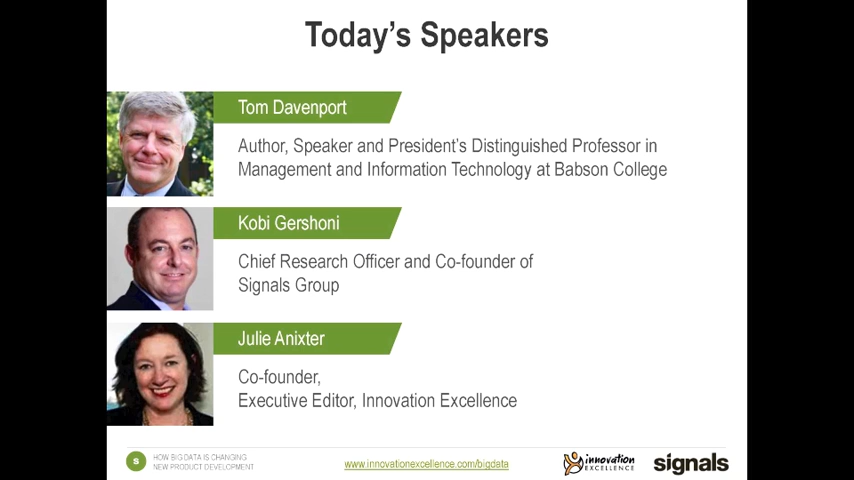 Today's Speakers
Tom Davenport
Author, Speaker and President's Distinguished Professor in
Management and Information Technology at Babson College
Kobi Gershoni
Chief Research Officer and Co-founder of
Signals Group
Julie Anixter
Co-founder,
Executive Editor, Innovation Excellence
S
HOW BIG DATA IS CHANGING
NEW PRODUCT DEVELOPMENT
www.innovationexcellence.com/bigdata
innovation
EXCELLENCE
signals